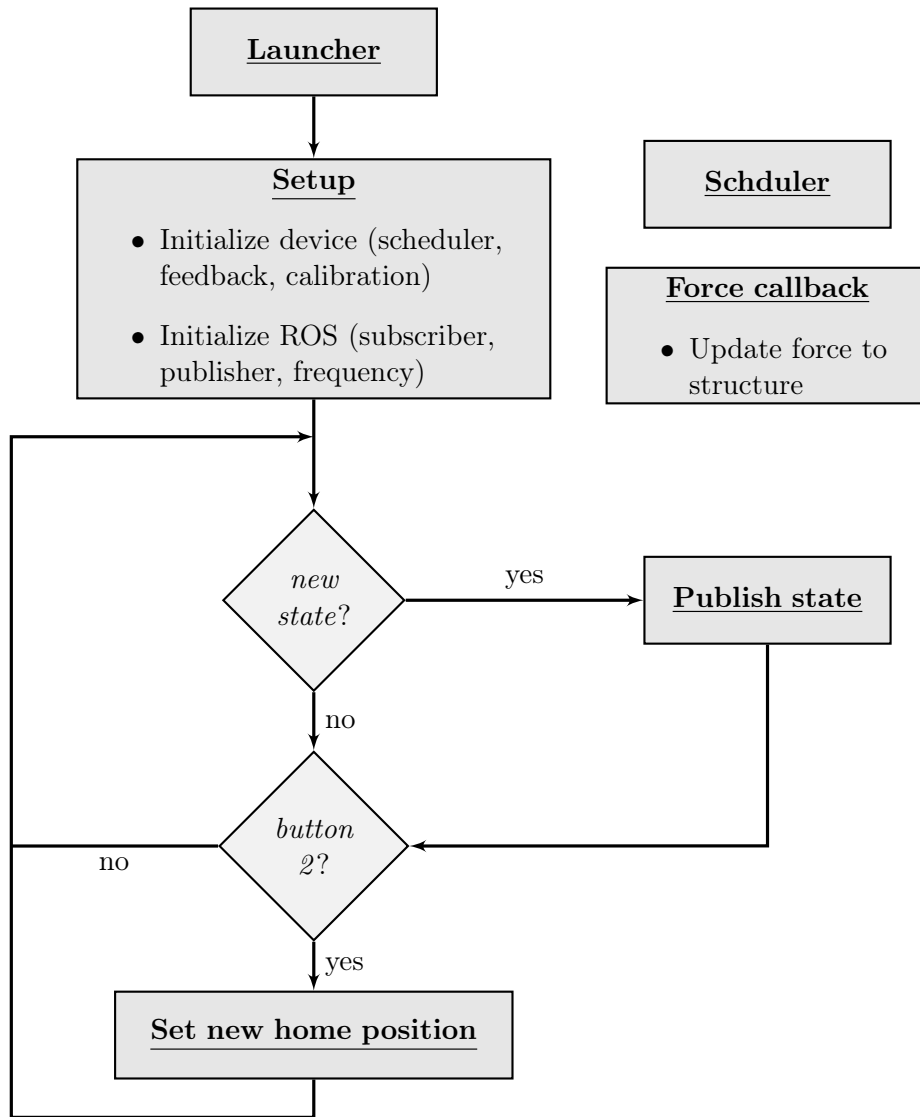 Launcher
Setup
• Initialize device (scheduler,
feedback, calibration)
• Initialize ROS (subscriber,
publisher, frequency)
Schduler
Force callback
• Update force to
structure
new
state?
yes
Publish state
no
button
2?
no
yes
Set new home position